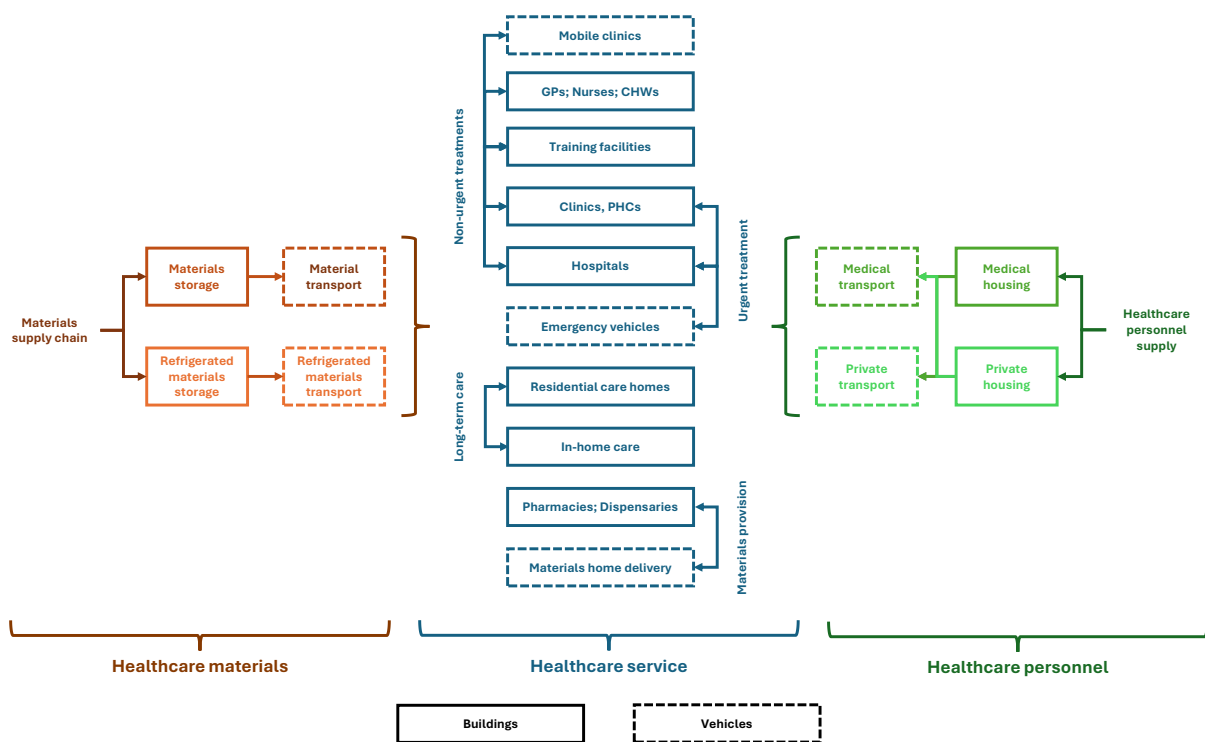 Mobile clinics
GPs; Nurses; CHWs
Training facilities
Clinics, PHCs
Hospitals
Emergency vehicles
Residential care homes
In-home care
Pharmacies; Dispensaries
Materials home delivery
Non-urgent treatments
Urgent treatment
Long-term care
Materials provision
Materials
supply chain
Materials
storage
Material
transport
Refrigerated
materials
storage
Refrigerated
materials
transport
Medical
transport
Medical
housing
Private
transport
Private
housing
Healthcare
personnel
supply
Healthcare materials
Healthcare service
Healthcare personnel
Buildings
Vehicles